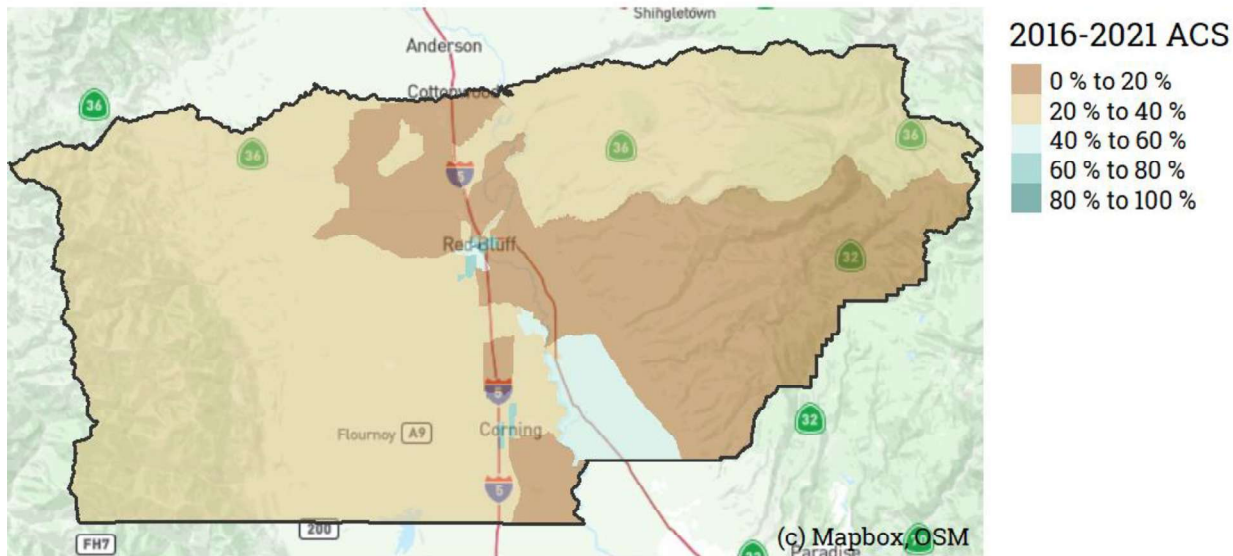 Shingletown
Anderson
Cottonwood
36
36
36
36
5
Red Bluff
32
5
32
Flournoy A9
Corning
5
200
FH7
(c) Mapbox, OSM
Paradise
32
2016-2021 ACS
0 % to 20 %
20 % to 40 %
40 % to 60 %
60 % to 80 %
80 % to 100 %